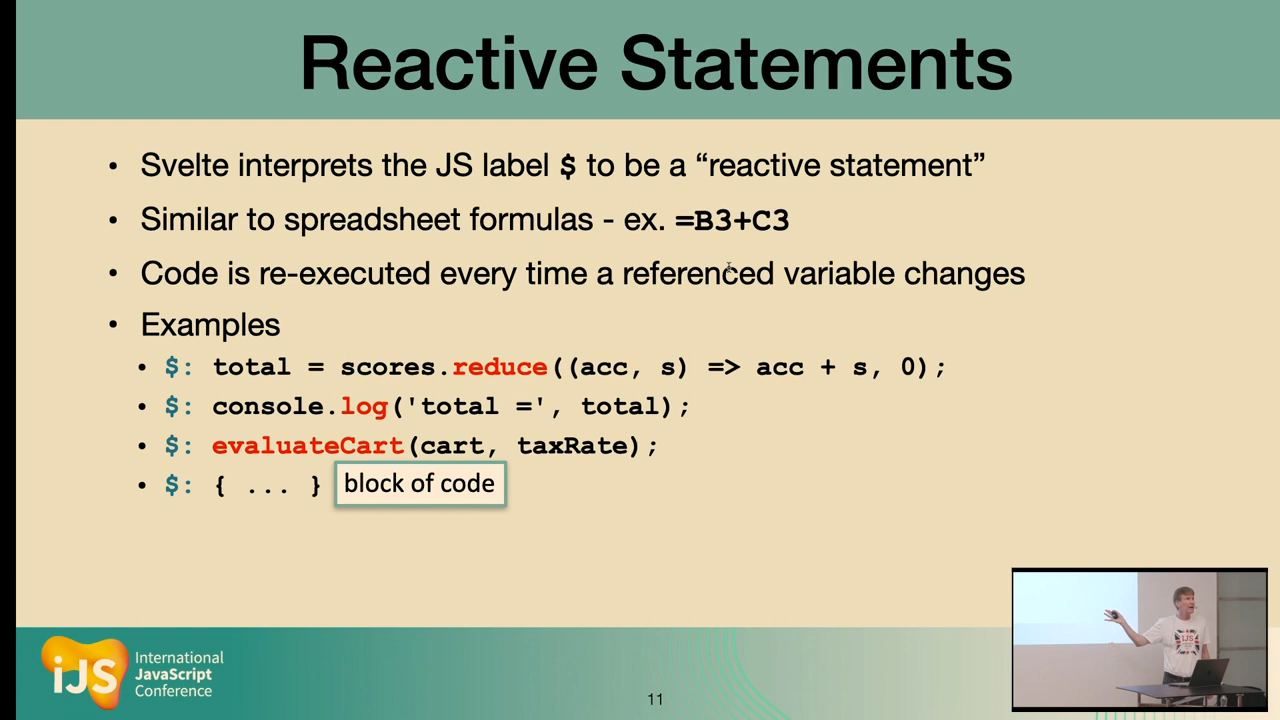 Reactive Statements
• Svelte interprets the JS label $ to be a “reactive statement”
• Similar to spreadsheet formulas - ex. =B3+C3
• Code is re-executed every time a referenced variable changes
• Examples
• $: total = scores.reduce((acc, s) => acc + s, 0);
• $: console.log('total =', total);
• $: evaluateCart(cart, taxRate);
• $: { ... } block of code
iJS
International
JavaScript
Conference
11
iJS